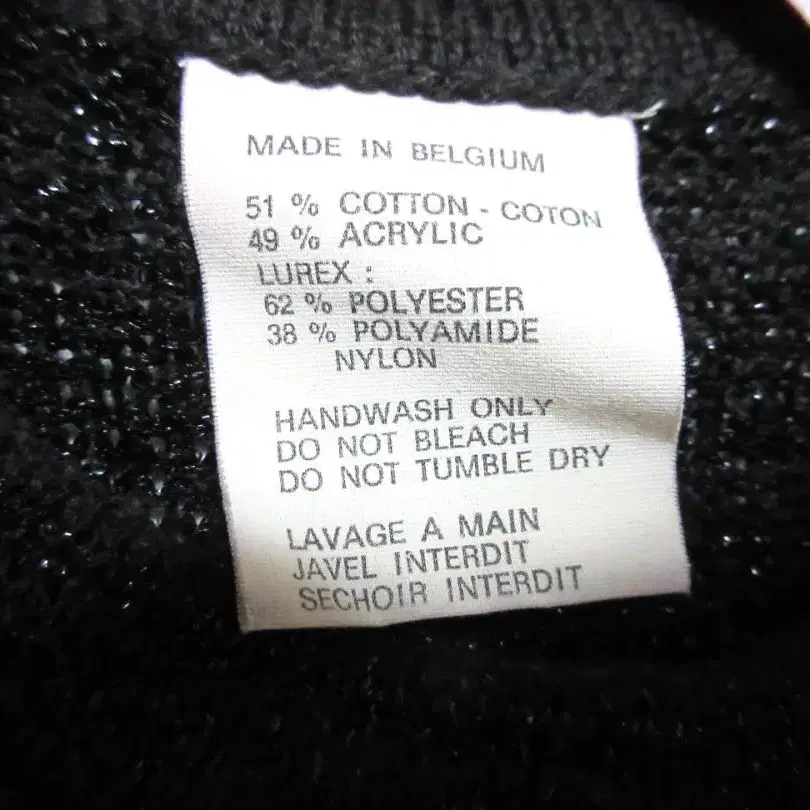 MADE IN BELGIUM
51 % COTTON - COTON
49 % ACRYLIC
LUREX :
62 % POLYESTER
38 % POLYAMIDE
NYLON
HANDWASH ONLY
DO NOT BLEACH
DO NOT TUMBLE DRY
LAVAGE A MAIN
JAVEL INTERDIT
SECHOIR INTERDIT